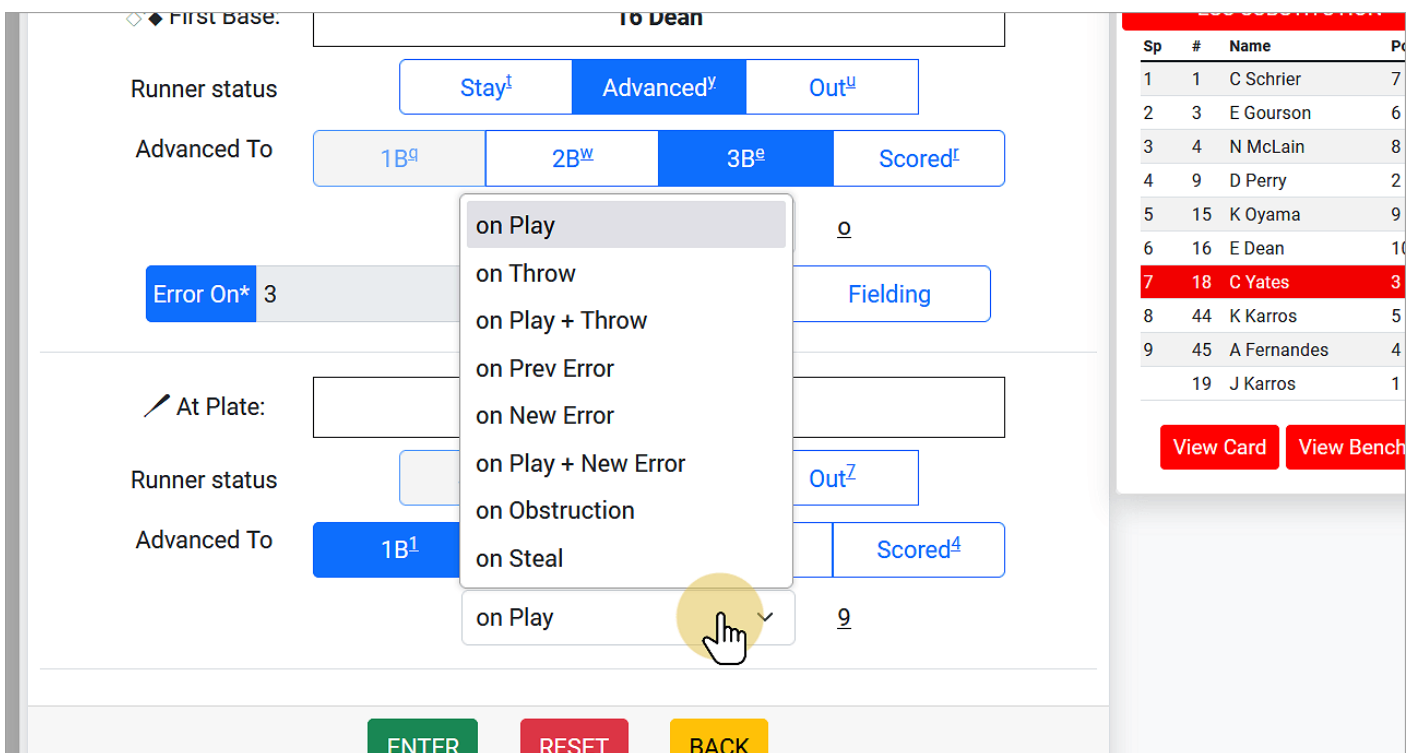 First Base: 16 Dean
Runner status Stayt Advancedy Outu
Advanced To 1Bq 2Bw 3Be Scoredr
on Play o
on Throw
Error On* 3 Fielding
on Play + Throw
on Prev Error
At Plate:
on New Error
on Play + New Error
Runner status Out7
on Obstruction
Advanced To 1B1 Scored4
on Steal
on Play 9
ENTER RESET BACK
Sp # Name
1 1 C Schrier 7
2 3 E Gourson 6
3 4 N McLain 8
4 9 D Perry 2
5 15 K Oyama 9
6 16 E Dean 10
7 18 C Yates 3
8 44 K Karros 5
9 45 A Fernandes 4
19 J Karros 1
View Card View Bench